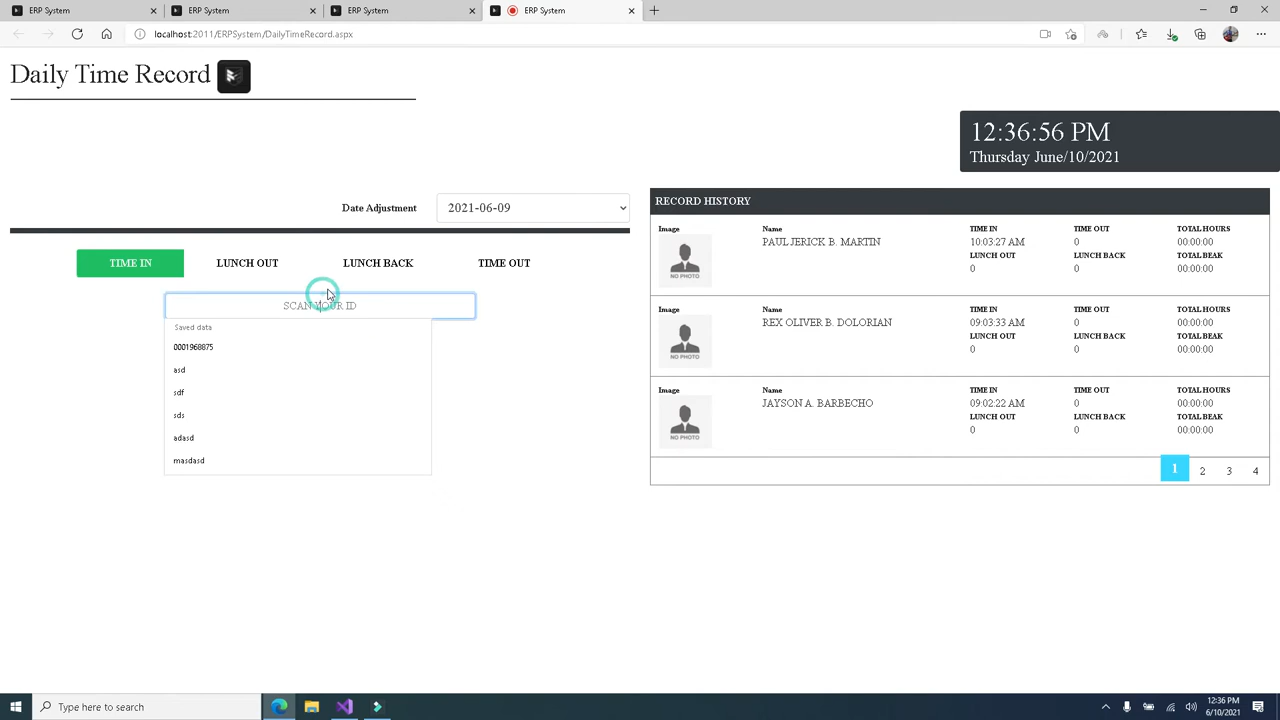 ERP System
ERP System
ERP System
ERP System
localhost:2011/ERPSystem/DailyTimeRecord.aspx
Daily Time Record
12:36:56 PM
Thursday June/10/2021
Date Adjustment
2021-06-09
TIME IN
LUNCH OUT
LUNCH BACK
TIME OUT
SCAN YOUR ID
Saved data
0001968875
asd
sdf
sds
adasd
masdasd
RECORD HISTORY
Image Name TIME IN TIME OUT TOTAL HOURS
PAUL JERICK B. MARTIN 10:03:27 AM 0 00:00:00
LUNCH OUT LUNCH BACK TOTAL BEAK
0 0 00:00:00
NO PHOTO
Image Name TIME IN TIME OUT TOTAL HOURS
REX OLIVER B. DOLORIAN 09:03:33 AM 0 00:00:00
LUNCH OUT LUNCH BACK TOTAL BEAK
0 0 00:00:00
NO PHOTO
Image Name TIME IN TIME OUT TOTAL HOURS
JAYSON A. BARBECHO 09:02:22 AM 0 00:00:00
LUNCH OUT LUNCH BACK TOTAL BEAK
0 0 00:00:00
NO PHOTO
1 2 3 4
Type here to search
12:36 PM
6/10/2021